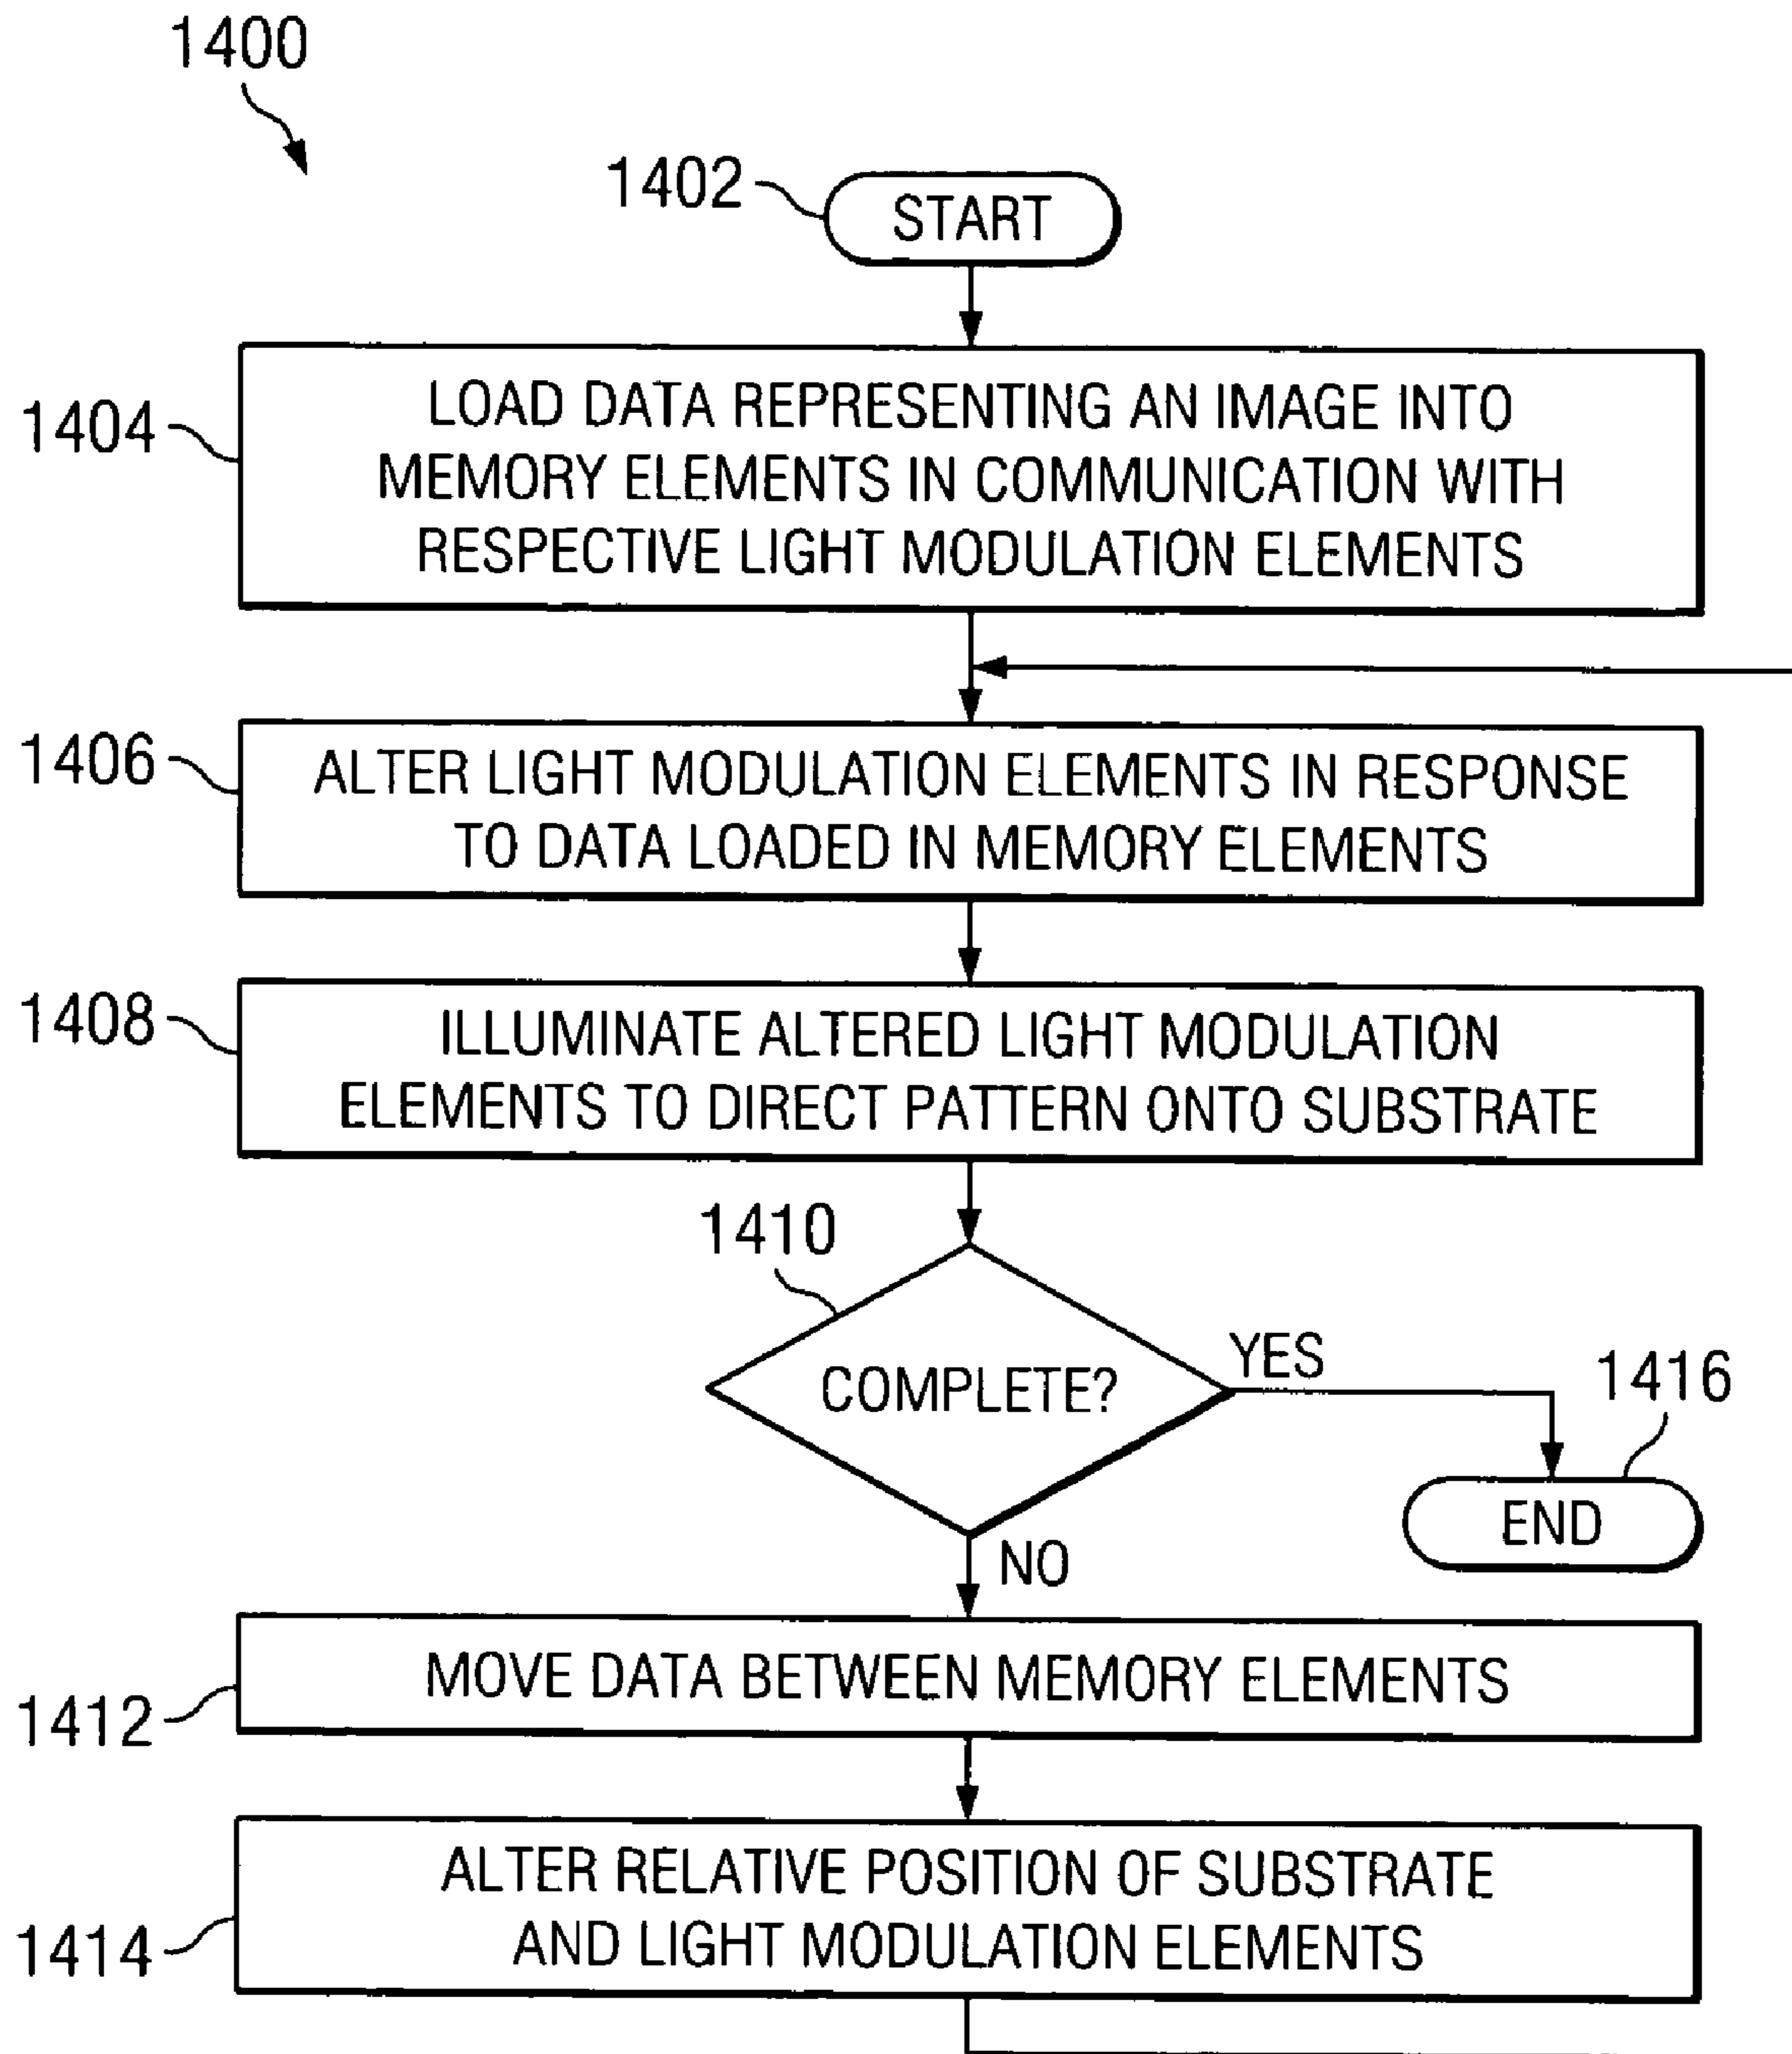 1400
1402
START
1404
LOAD DATA REPRESENTING AN IMAGE INTO
MEMORY ELEMENTS IN COMMUNICATION WITH
RESPECTIVE LIGHT MODULATION ELEMENTS
1406
ALTER LIGHT MODULATION ELEMENTS IN RESPONSE
TO DATA LOADED IN MEMORY ELEMENTS
1408
ILLUMINATE ALTERED LIGHT MODULATION
ELEMENTS TO DIRECT PATTERN ONTO SUBSTRATE
1410
COMPLETE?
YES
1416
END
NO
1412
MOVE DATA BETWEEN MEMORY ELEMENTS
1414
ALTER RELATIVE POSITION OF SUBSTRATE
AND LIGHT MODULATION ELEMENTS